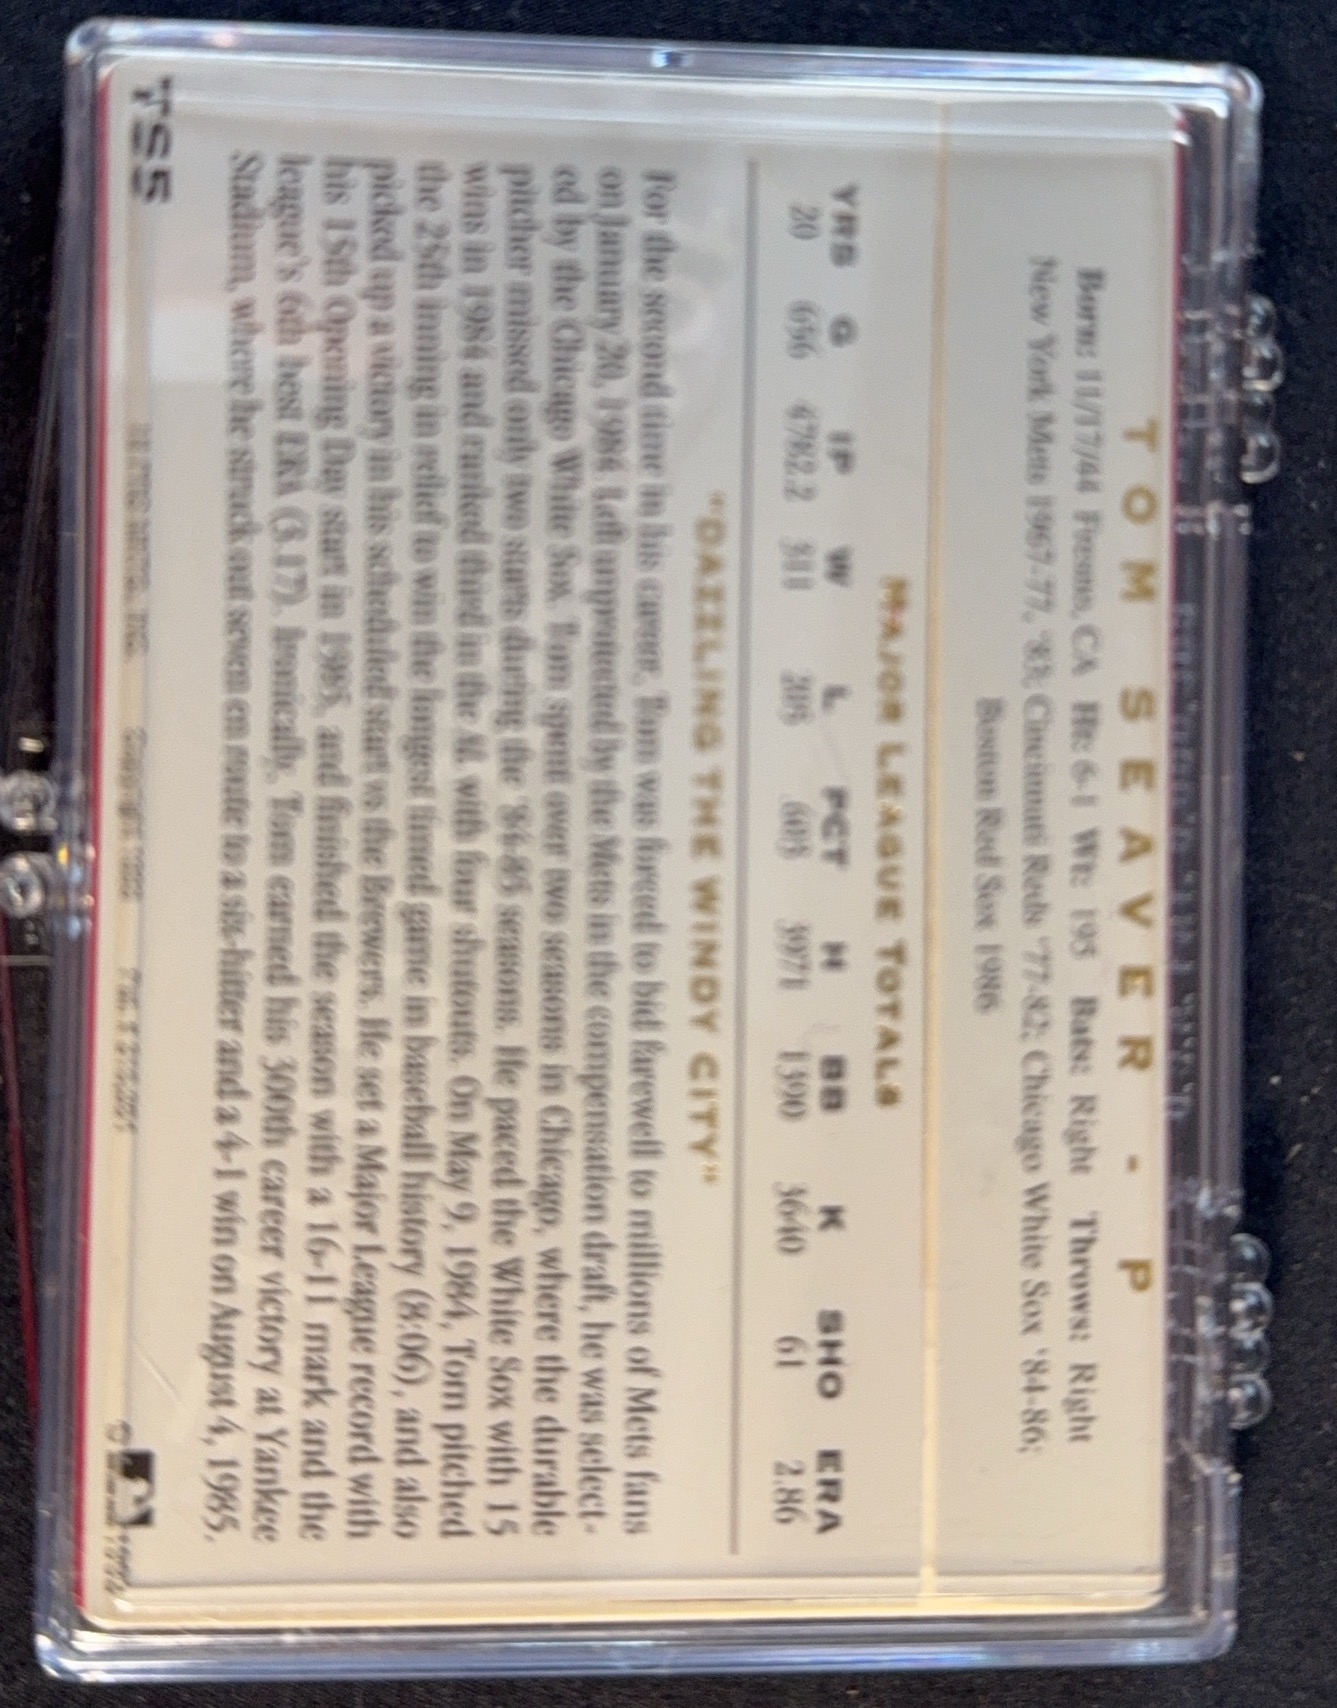 TOM SEAVER - P
Born: 11/17/44 Fresno, CA Ht: 6-1 Wt: 195 Bats: Right Throws: Right
New York Mets 1967-77, '83; Cincinnati Reds '77-82; Chicago White Sox '84-86;
Boston Red Sox 1986
MAJOR LEAGUE TOTALS
YRS G IP W L PCT H BB K SHO ERA
20 656 4782.2 311 205 .603 3971 1390 3640 61 2.86
"DAZZLING THE WINDY CITY"
For the second time in his career, Tom was forced to bid farewell to millions of Mets fans
on January 20, 1984. Left unprotected by the Mets in the compensation draft, he was select-
ed by the Chicago White Sox. Tom spent over two seasons in Chicago, where the durable
pitcher missed only two starts during the '84-85 seasons. He paced the White Sox with 15
wins in 1984 and ranked third in the AL with four shutouts. On May 9, 1984, Tom pitched
the 25th inning in relief to win the longest timed game in baseball history (8:06), and also
picked up a victory in his scheduled start vs the Brewers. He set a Major League record with
his 15th Opening Day start in 1985, and finished the season with a 16-11 mark and the
league's 6th best ERA (3.17). Ironically, Tom earned his 300th career victory at Yankee
Stadium, where he struck out seven en route to a six-hitter and a 4-1 win on August 4, 1985.
TS5